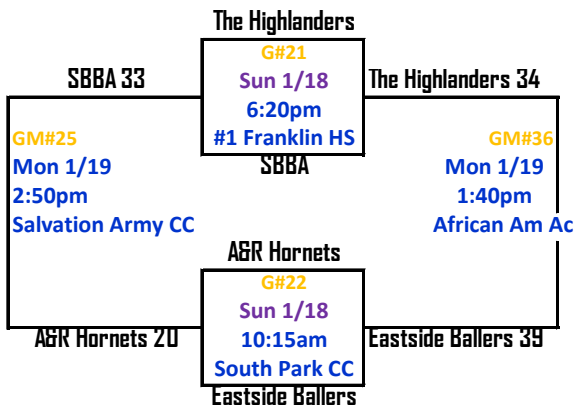 The Highlanders
G#21
Sun 1/18
6:20pm
#1 Franklin HS
SBBA
SBBA 33
The Highlanders 34
GM#25
Mon 1/19
2:50pm
Salvation Army CC
GM#36
Mon 1/19
1:40pm
African Am Ac
A&R Hornets
G#22
Sun 1/18
10:15am
South Park CC
Eastside Ballers
A&R Hornets 20
Eastside Ballers 39